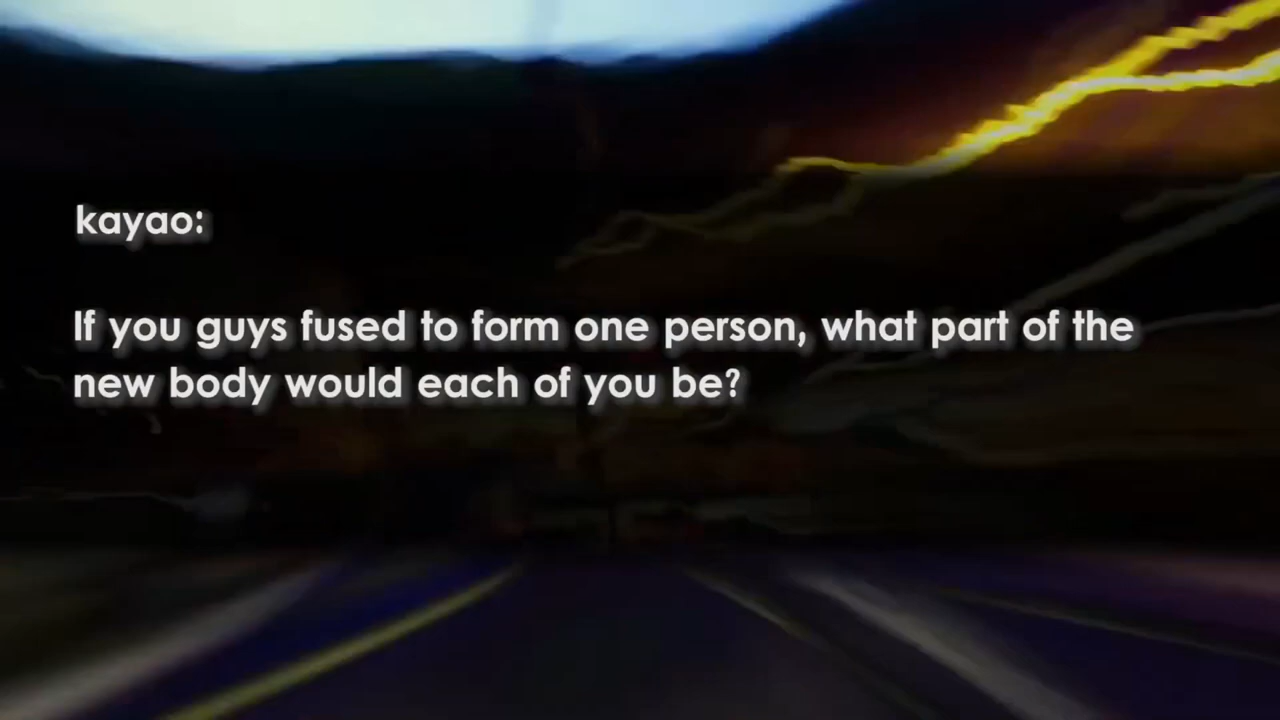 kayao:
If you guys fused to form one person, what part of the
new body would each of you be?